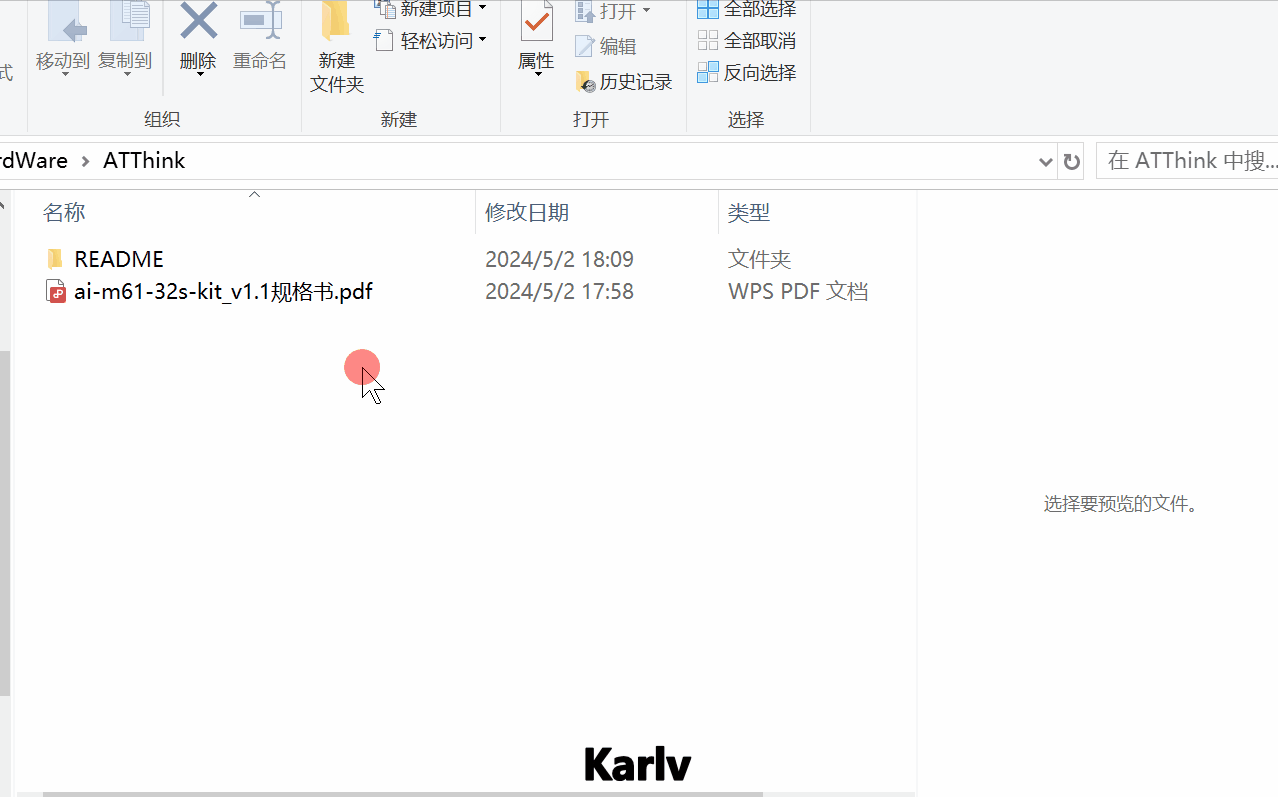 新建项目
打开
全部选择
轻松访问
编辑
全部取消
移动到 复制到 删除 重命名
新建
文件夹
属性
历史记录
反向选择
式
组织 新建 打开 选择
rdWare > ATThink
在 ATThink 中搜...
名称 修改日期 类型
README 2024/5/2 18:09 文件夹
ai-m61-32s-kit_v1.1规格书.pdf 2024/5/2 17:58 WPS PDF 文档
选择要预览的文件。
Karlv